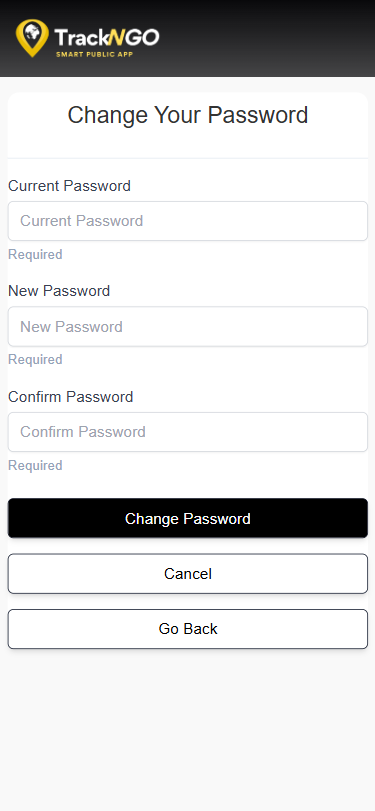 TrackNGO
SMART PUBLIC APP
Change Your Password
Current Password
Current Password
Required
New Password
New Password
Required
Confirm Password
Confirm Password
Required
Change Password
Cancel
Go Back